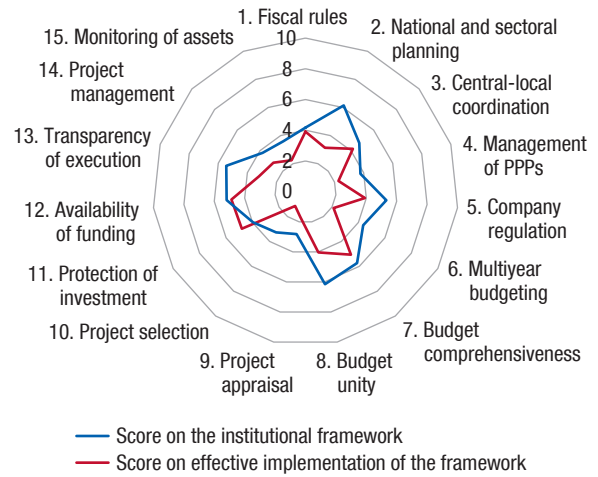 1. Fiscal rules
2. National and sectoral
planning
3. Central-local
coordination
4. Management
of PPPs
5. Company
regulation
6. Multiyear
budgeting
7. Budget
comprehensiveness
8. Budget
unity
9. Project
appraisal
10. Project selection
11. Protection of
investment
12. Availability
of funding
13. Transparency
of execution
14. Project
management
15. Monitoring of assets
10
8
6
4
2
0
Score on the institutional framework
Score on effective implementation of the framework